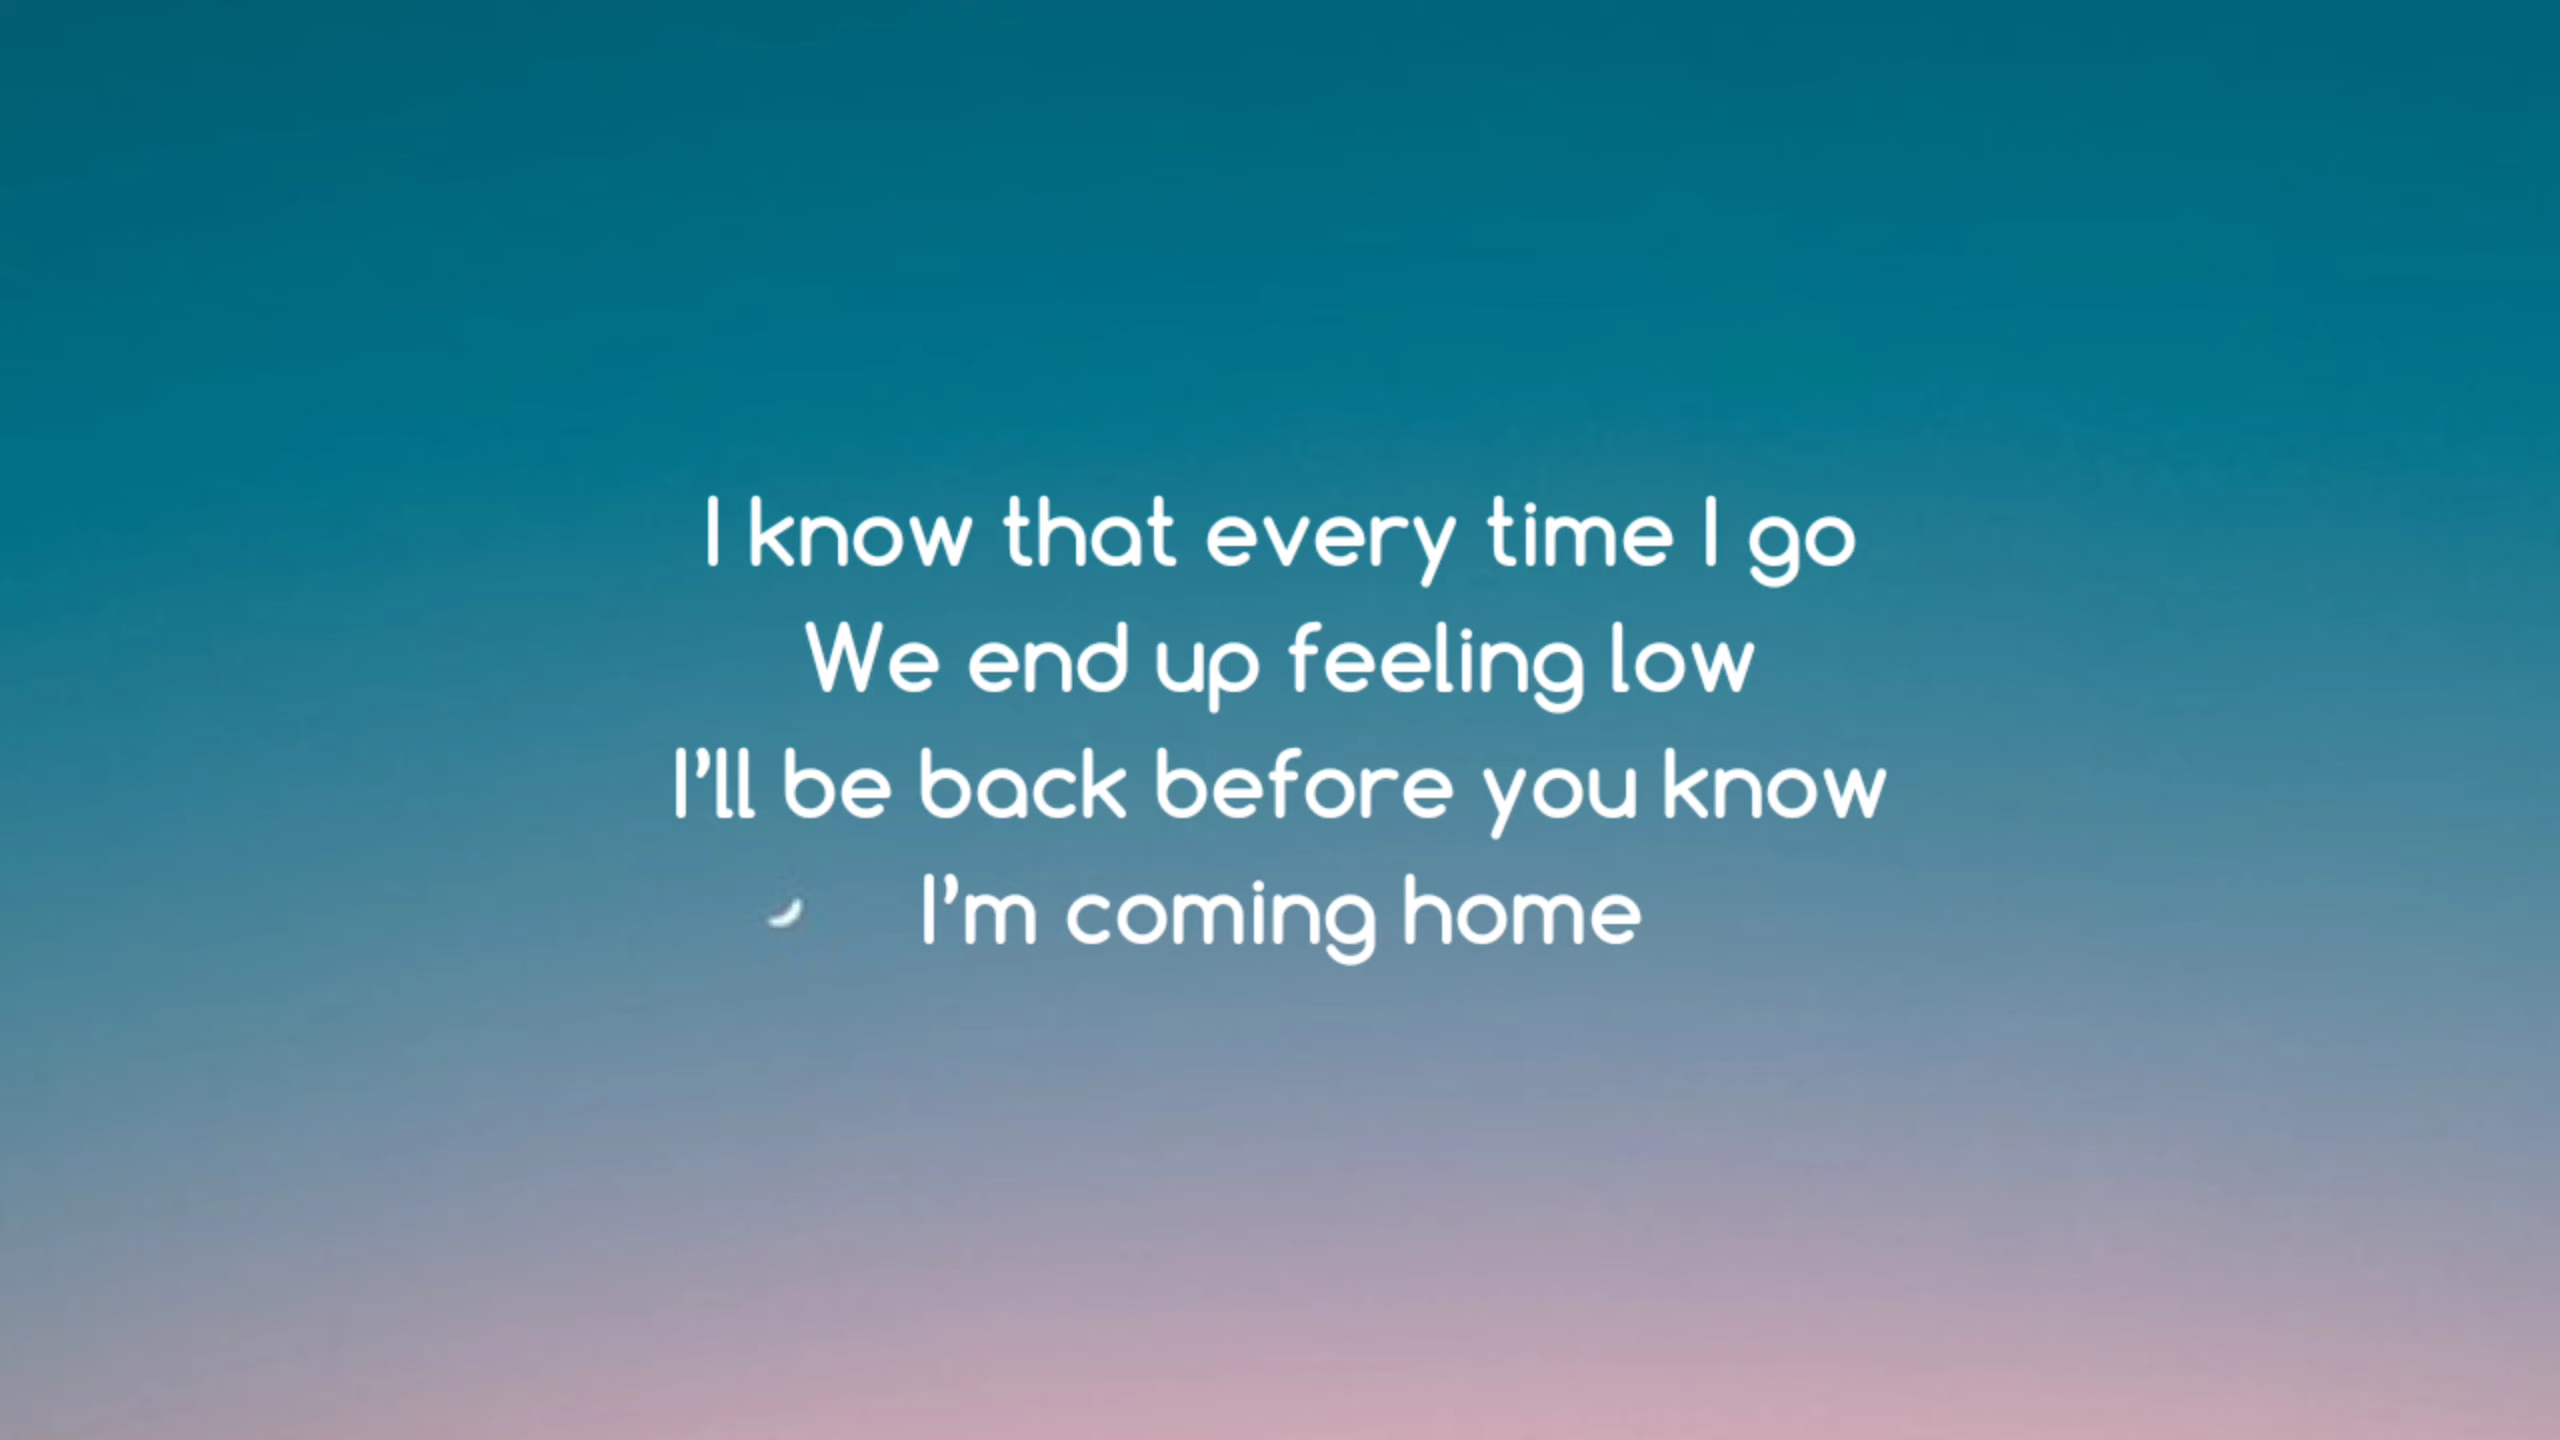 I know that every time I go
We end up feeling low
I’ll be back before you know
I’m coming home